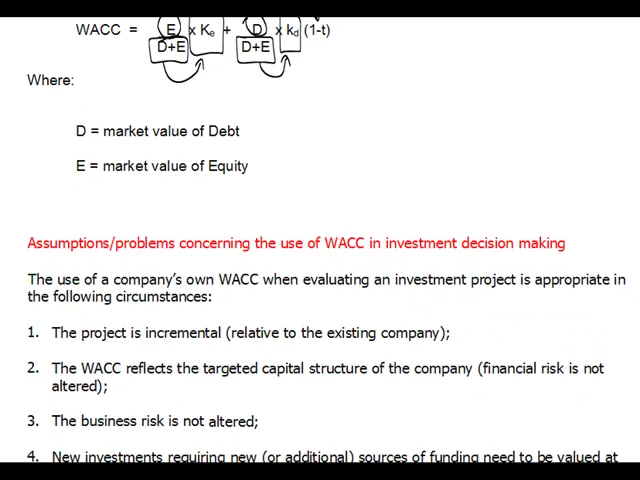 WACC = E x Ke + D x kd (1-t)
D+E D+E
Where:
D = market value of Debt
E = market value of Equity
Assumptions/problems concerning the use of WACC in investment decision making
The use of a company's own WACC when evaluating an investment project is appropriate in
the following circumstances:
1. The project is incremental (relative to the existing company);
2. The WACC reflects the targeted capital structure of the company (financial risk is not
altered);
3. The business risk is not altered;
4. New investments requiring new (or additional) sources of funding need to be valued at